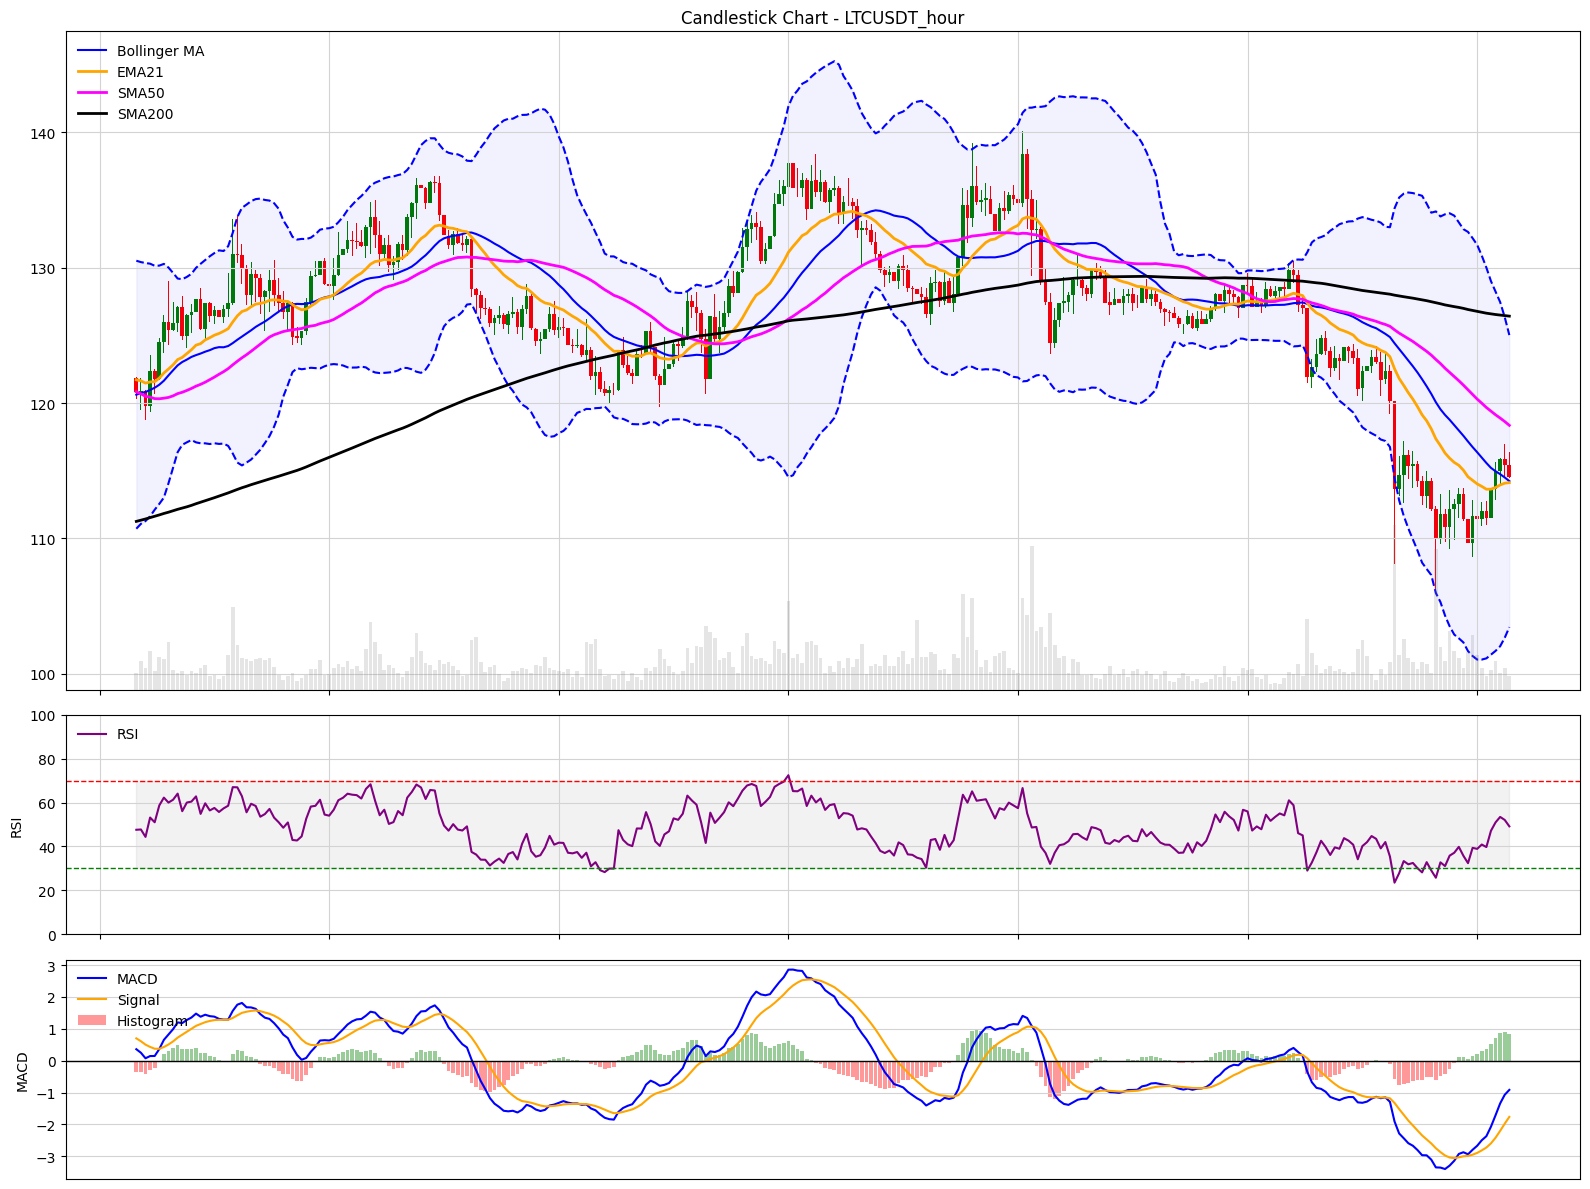 Candlestick Chart - LTCUSDT_hour
Bollinger MA
EMA21
SMA50
SMA200
140
130
120
110
100
100
80
60
40
20
0
RSI
RSI
3
2
1
0
−1
−2
−3
MACD
MACD
Signal
Histogram